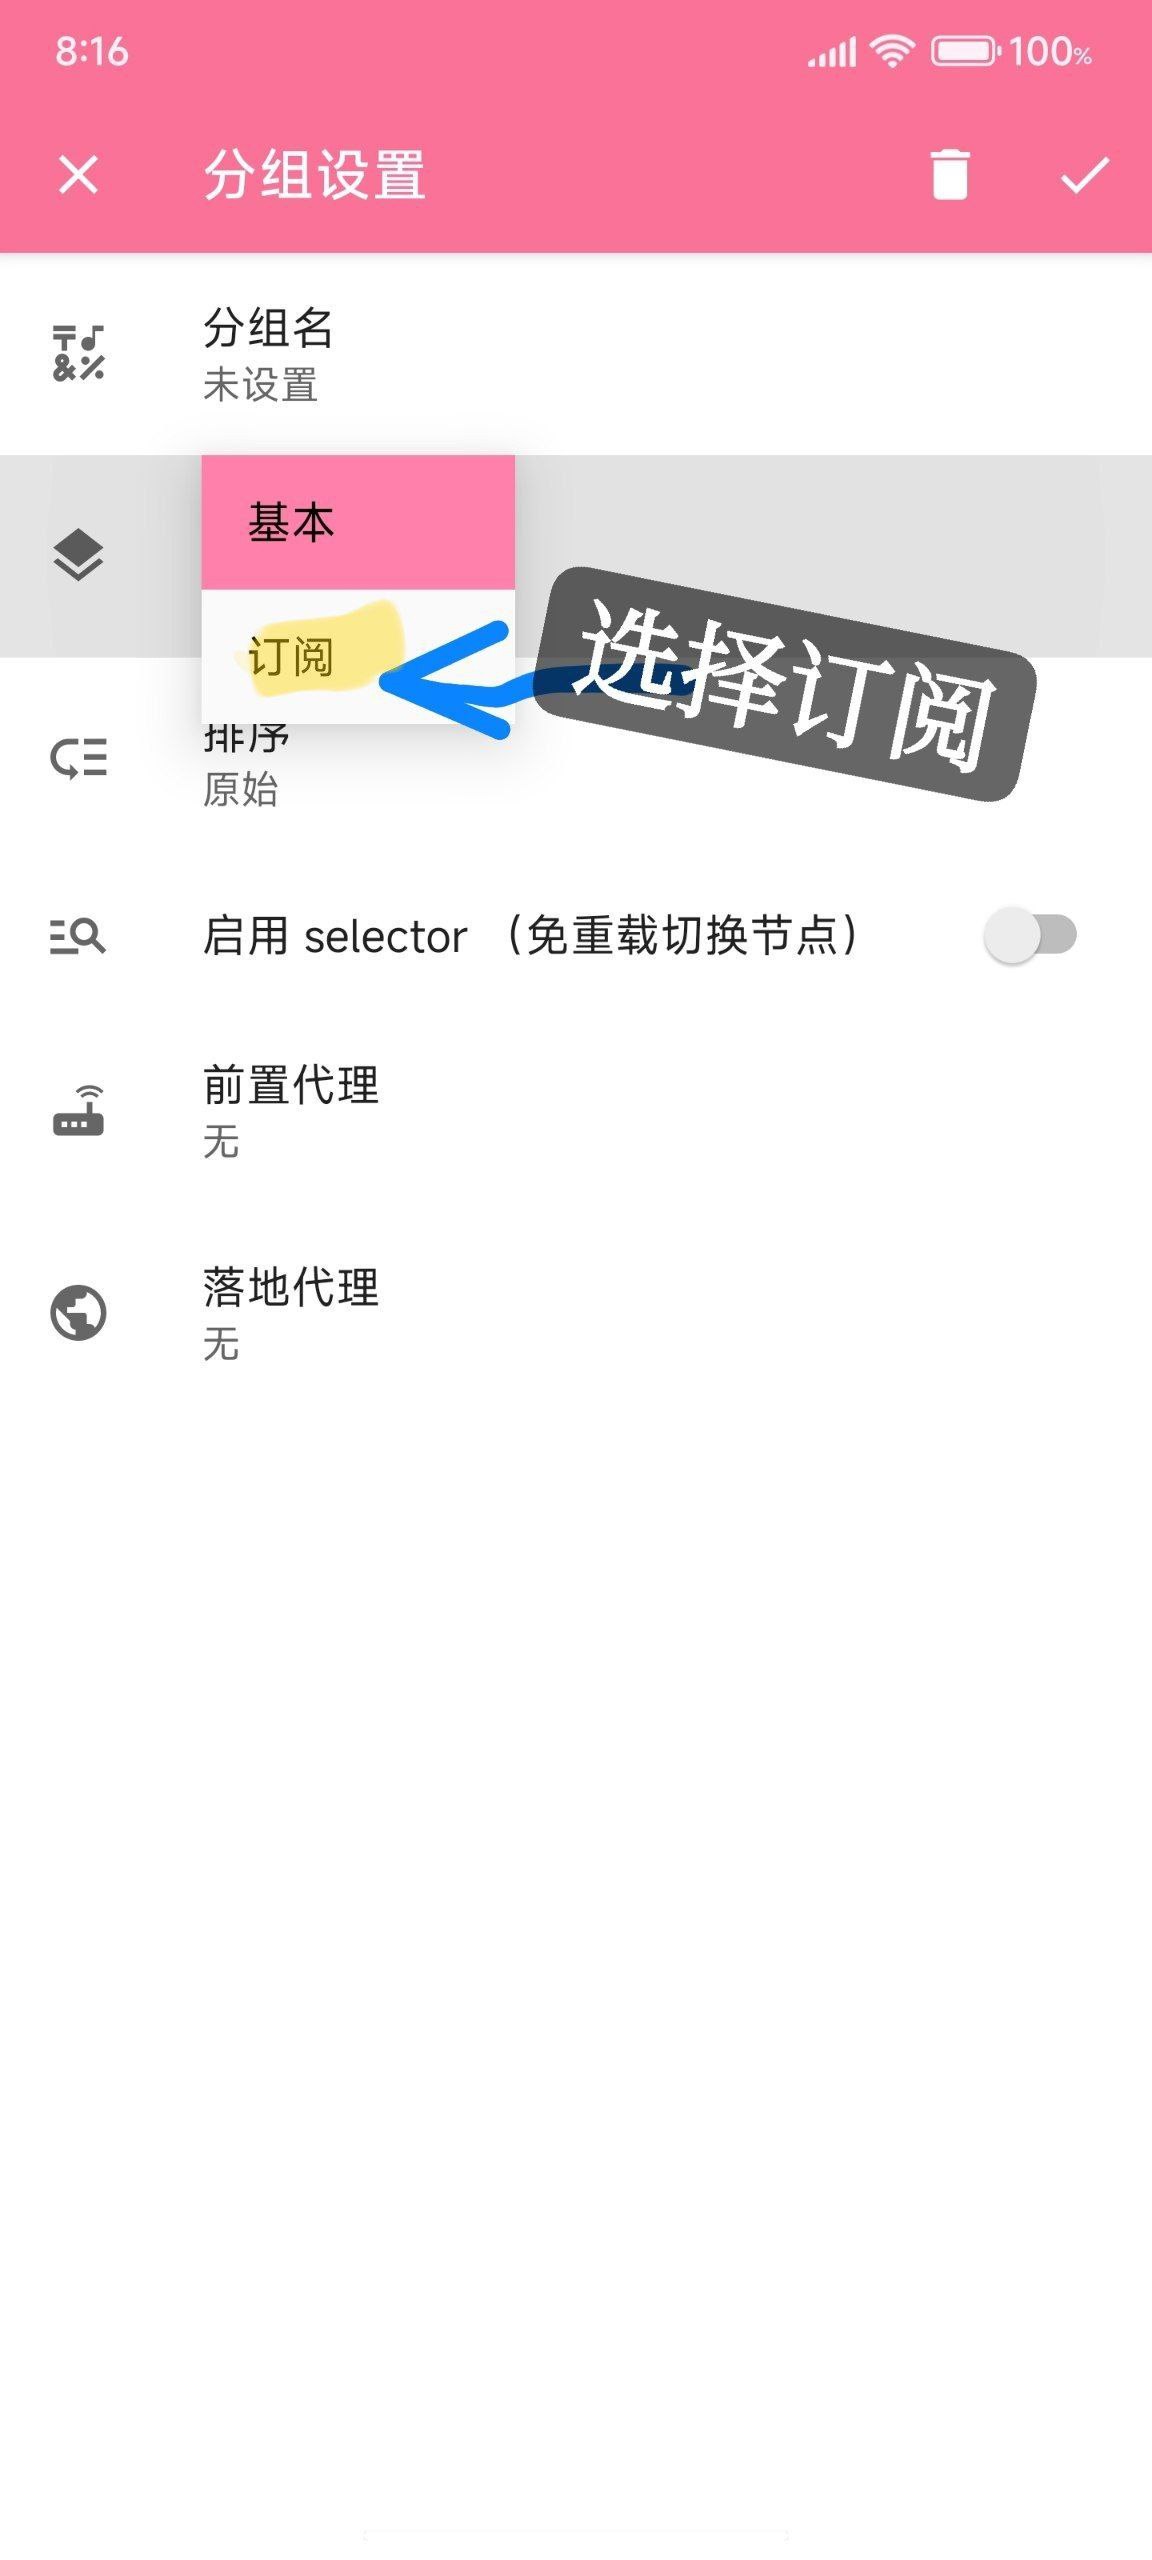 8:16
100%
分组设置
分组名
未设置
基本
订阅
选择订阅
排序
原始
启用 selector （免重载切换节点）
前置代理
无
落地代理
无